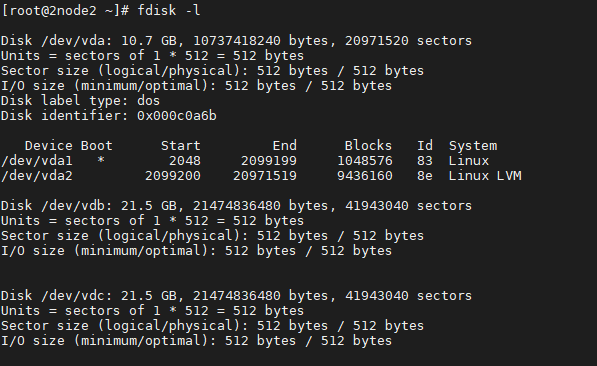 [root@2node2 ~]# fdisk -l
Disk /dev/vda: 10.7 GB, 10737418240 bytes, 20971520 sectors
Units = sectors of 1 * 512 = 512 bytes
Sector size (logical/physical): 512 bytes / 512 bytes
I/O size (minimum/optimal): 512 bytes / 512 bytes
Disk label type: dos
Disk identifier: 0x000c0a6b
Device Boot Start End Blocks Id System
/dev/vda1 * 2048 2099199 1048576 83 Linux
/dev/vda2 2099200 20971519 9436160 8e Linux LVM
Disk /dev/vdb: 21.5 GB, 21474836480 bytes, 41943040 sectors
Units = sectors of 1 * 512 = 512 bytes
Sector size (logical/physical): 512 bytes / 512 bytes
I/O size (minimum/optimal): 512 bytes / 512 bytes
Disk /dev/vdc: 21.5 GB, 21474836480 bytes, 41943040 sectors
Units = sectors of 1 * 512 = 512 bytes
Sector size (logical/physical): 512 bytes / 512 bytes
I/O size (minimum/optimal): 512 bytes / 512 bytes